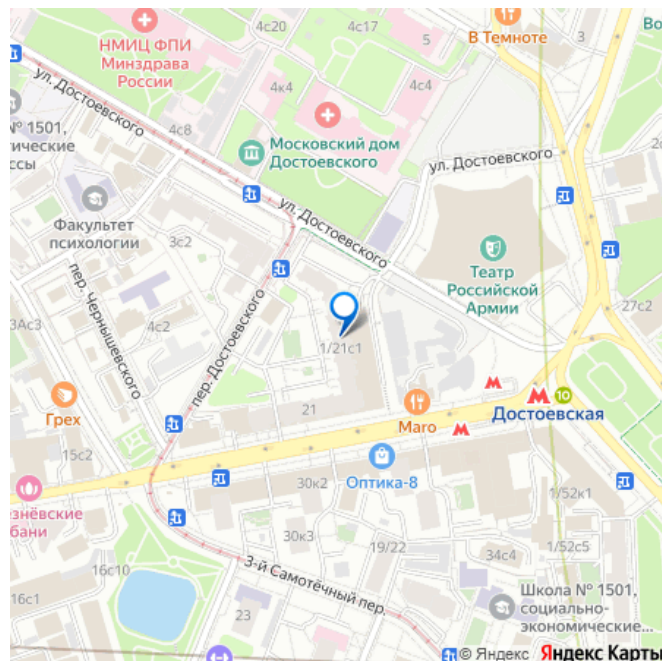 4с20
4с17
5
В Темноте
3
Во
НМИЦ ФПИ
Минздрава
России
4к4
4с4
ул. Достоевского
№ 1501,
тические
ссы
4с8
Московский дом
Достоевского
ул. Достоевского
ул. Достоевского
Факультет
психологии
3с2
Театр
Российской
Армии
пер. Чернышевского
пер. Достоевского
27с2
3Ас3
4с2
1/21с1
Грех
21
Maro
10
Достоевская
15с2
30к2
Оптика-8
1/52к1
знёвские
бани
30к3
19/22
34с4
1/52с5
3-й Самотёчный пер.
16с10
16с1
23
Школа № 1501,
социально-
экономические...
© Яндекс Яндекс Карты